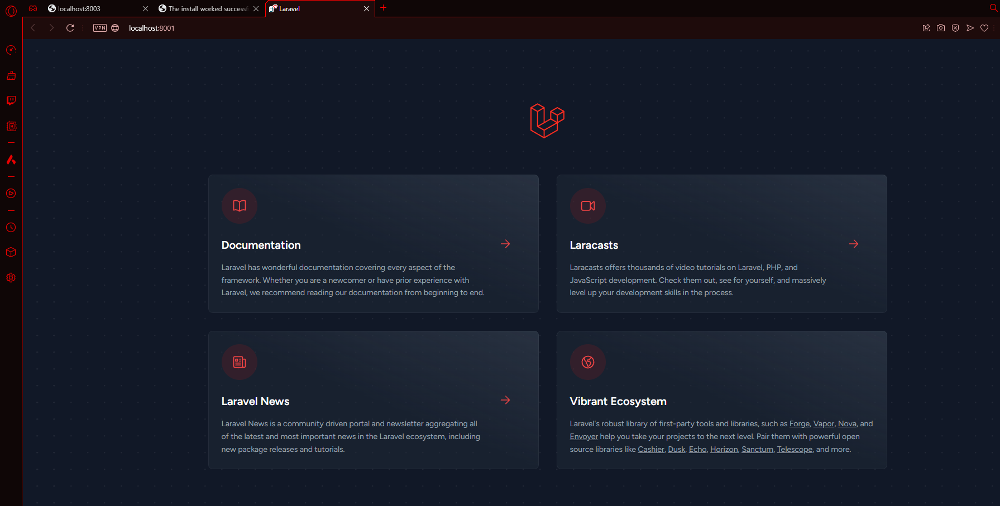 localhost:8003
The install worked successf
Laravel
VPN
localhost:8001
Documentation
Laravel has wonderful documentation covering every aspect of the
framework. Whether you are a newcomer or have prior experience with
Laravel, we recommend reading our documentation from beginning to end.
Laracasts
Laracasts offers thousands of video tutorials on Laravel, PHP, and
JavaScript development. Check them out, see for yourself, and massively
level up your development skills in the process.
Laravel News
Laravel News is a community driven portal and newsletter aggregating all
of the latest and most important news in the Laravel ecosystem, including
new package releases and tutorials.
Vibrant Ecosystem
Laravel's robust library of first-party tools and libraries, such as Forge, Vapor, Nova, and
Envoyer help you take your projects to the next level. Pair them with powerful open
source libraries like Cashier, Dusk, Echo, Horizon, Sanctum, Telescope, and more.